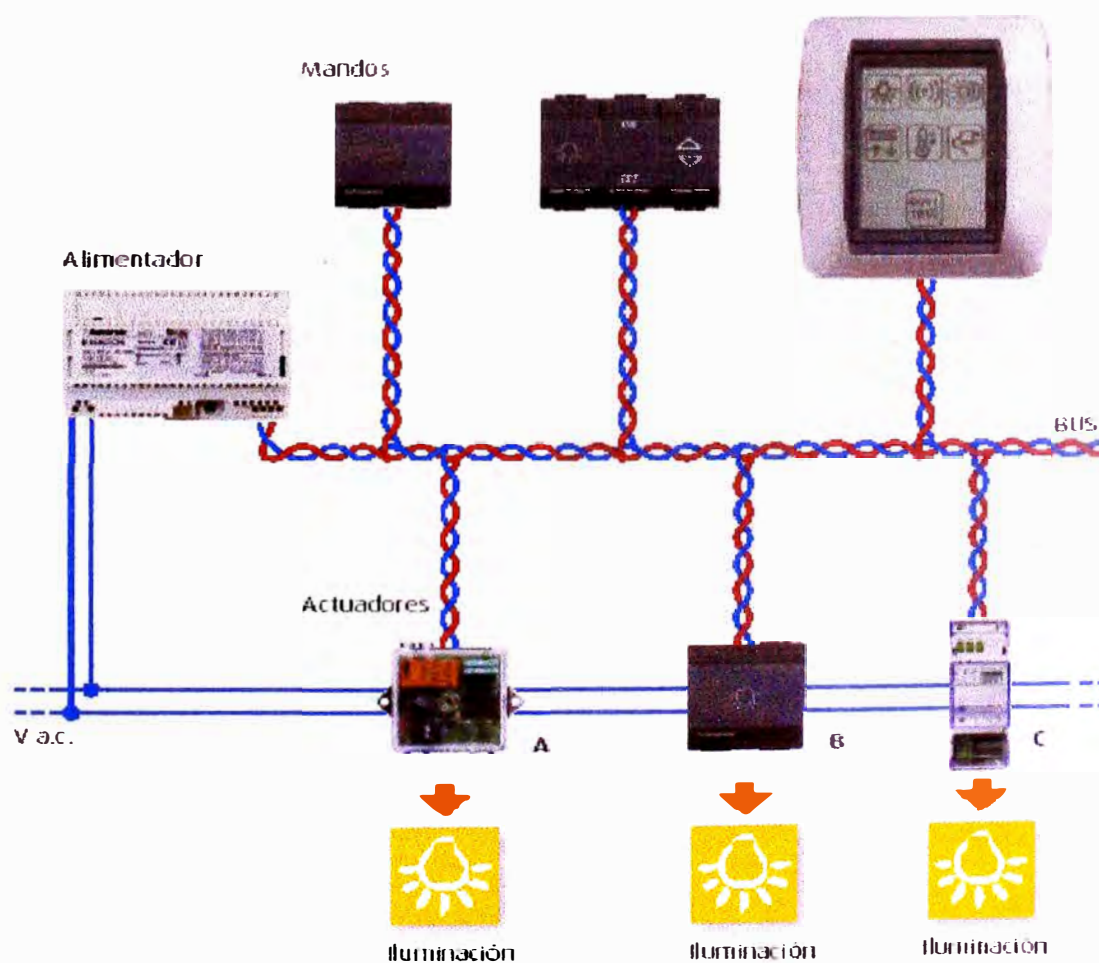 Mandos
Alimentador
BUS
Actuadores
V a.c.
A
B
C
Iluminación
Iluminación
Iluminación